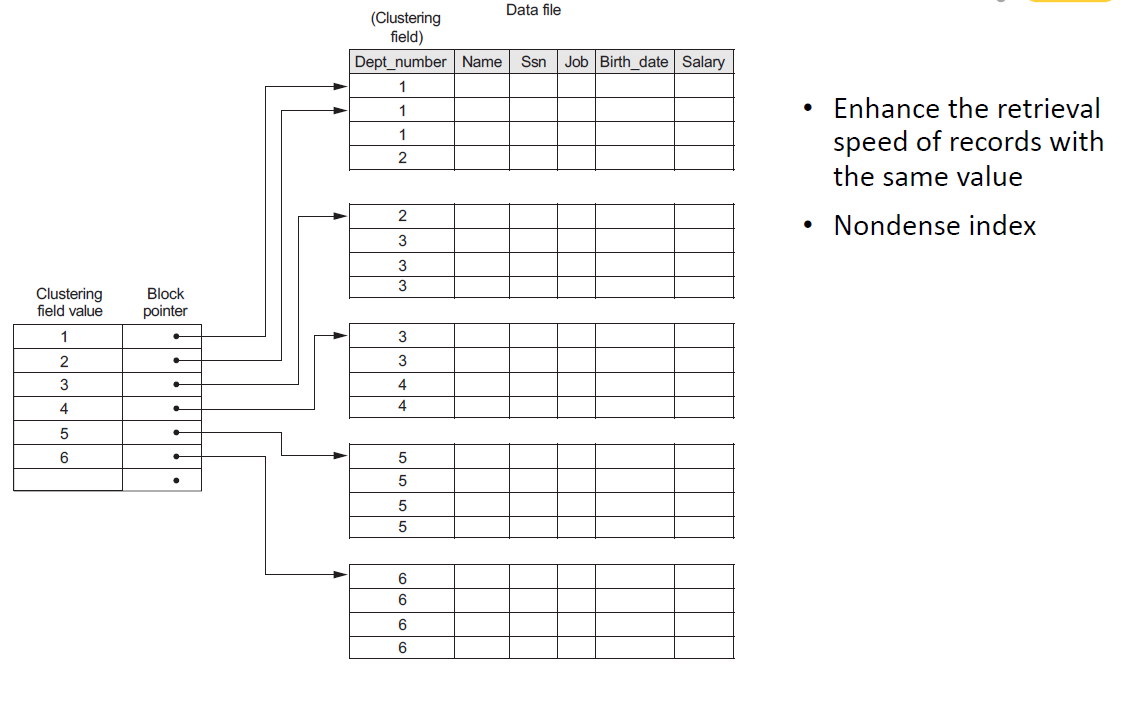 Data file
(Clustering
field)
Dept_number Name Ssn Job Birth_date Salary
1
1
1
2
2
3
3
3
3
3
4
4
5
5
5
5
6
6
6
6
Clustering
field value
Block
pointer
1
2
3
4
5
6
• Enhance the retrieval
speed of records with
the same value
• Nondense index